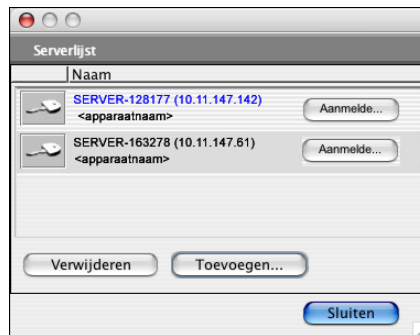 Serverlijst
Naam
SERVER-128177 (10.11.147.142)
<apparaatnaam>
Aanmelde...
SERVER-163278 (10.11.147.61)
<apparaatnaam>
Aanmelde...
Verwijderen
Toevoegen...
Sluiten